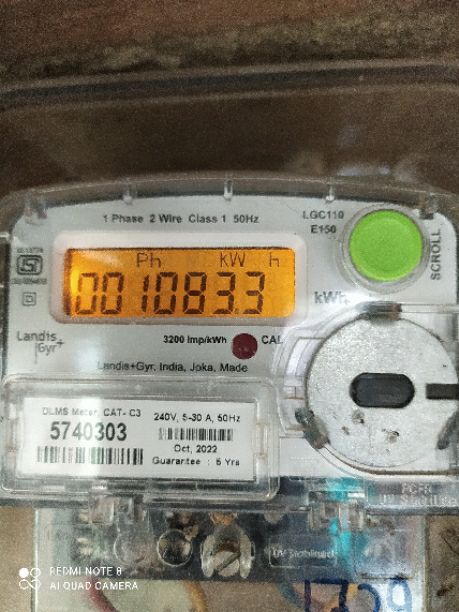 1 Phase 2 Wire Class 1 50Hz
LGC110
E150
SCROLL
Ph kW h
001083.3
kWh
3200 Imp/kWh
CAL
Landis
Gyr+
Landis+Gyr, India, Joka, Made
DLMS Meter, CAT- C3
240V, 5-30 A, 50Hz
5740303
Oct, 2022
Guarantee : 5 Yrs
REDMI NOTE 8
AI QUAD CAMERA